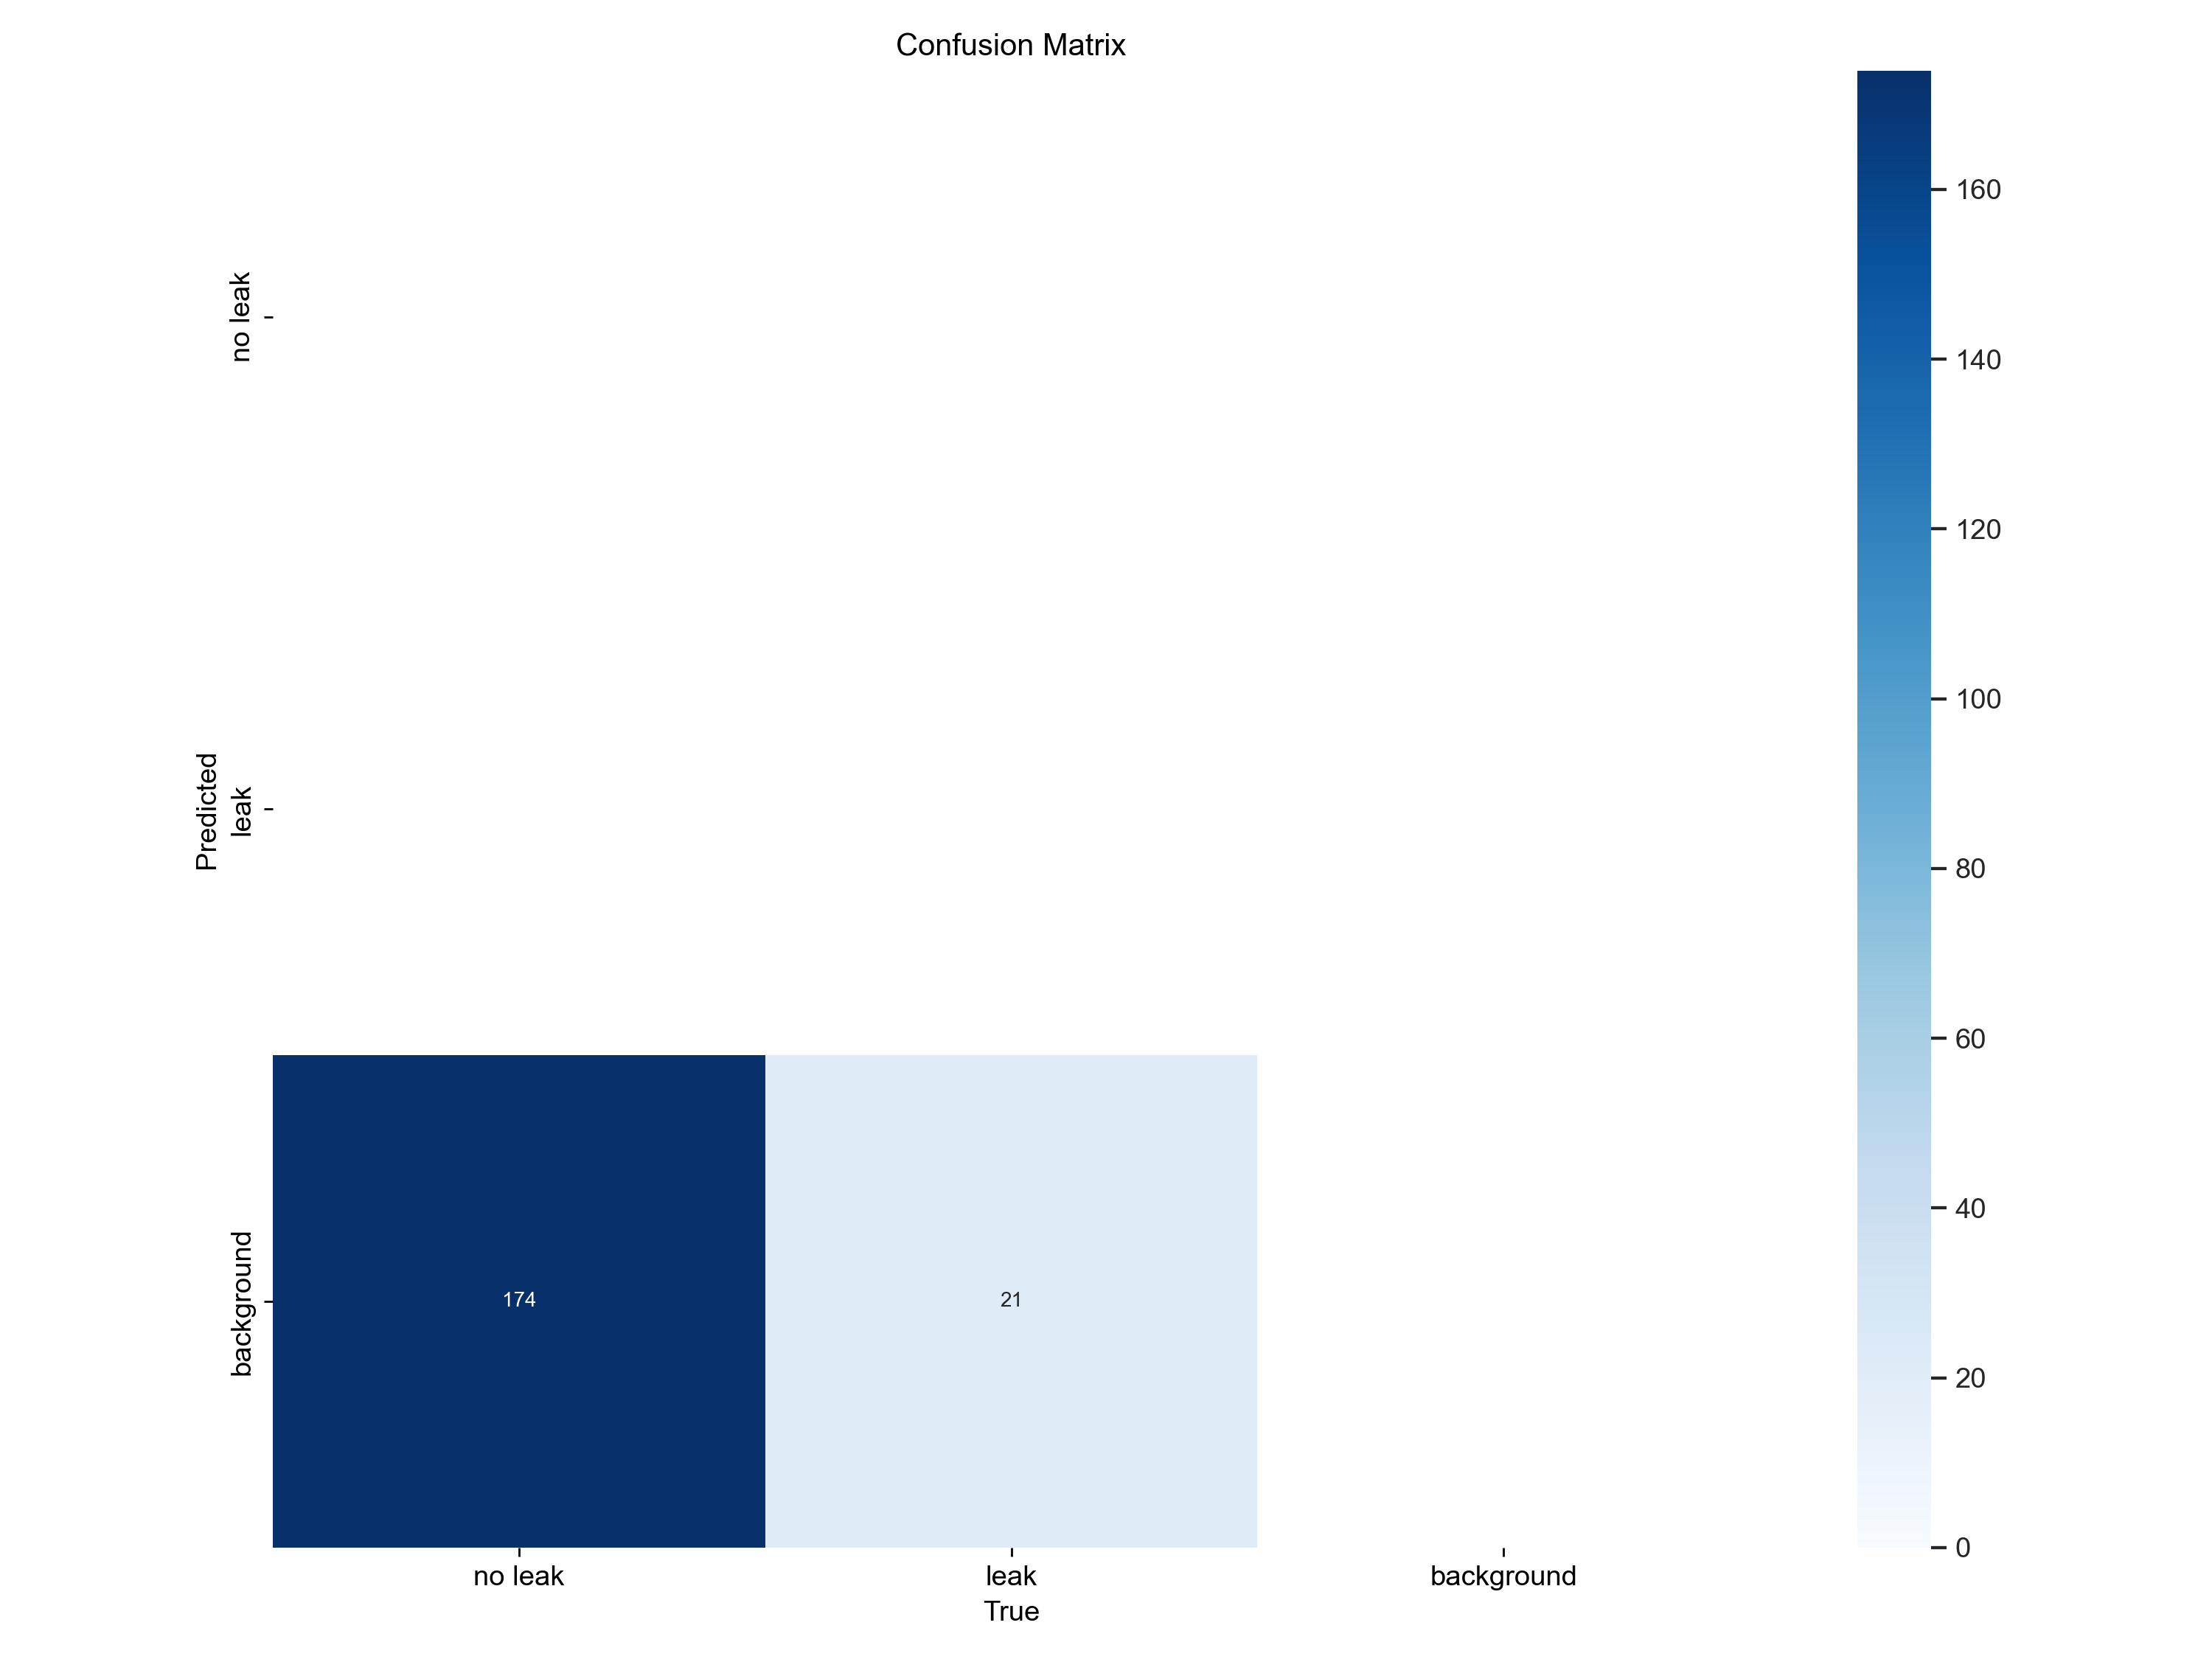 Confusion Matrix
Predicted
no leak
leak
background
174
21
no leak
leak
background
True
160
140
120
100
80
60
40
20
0